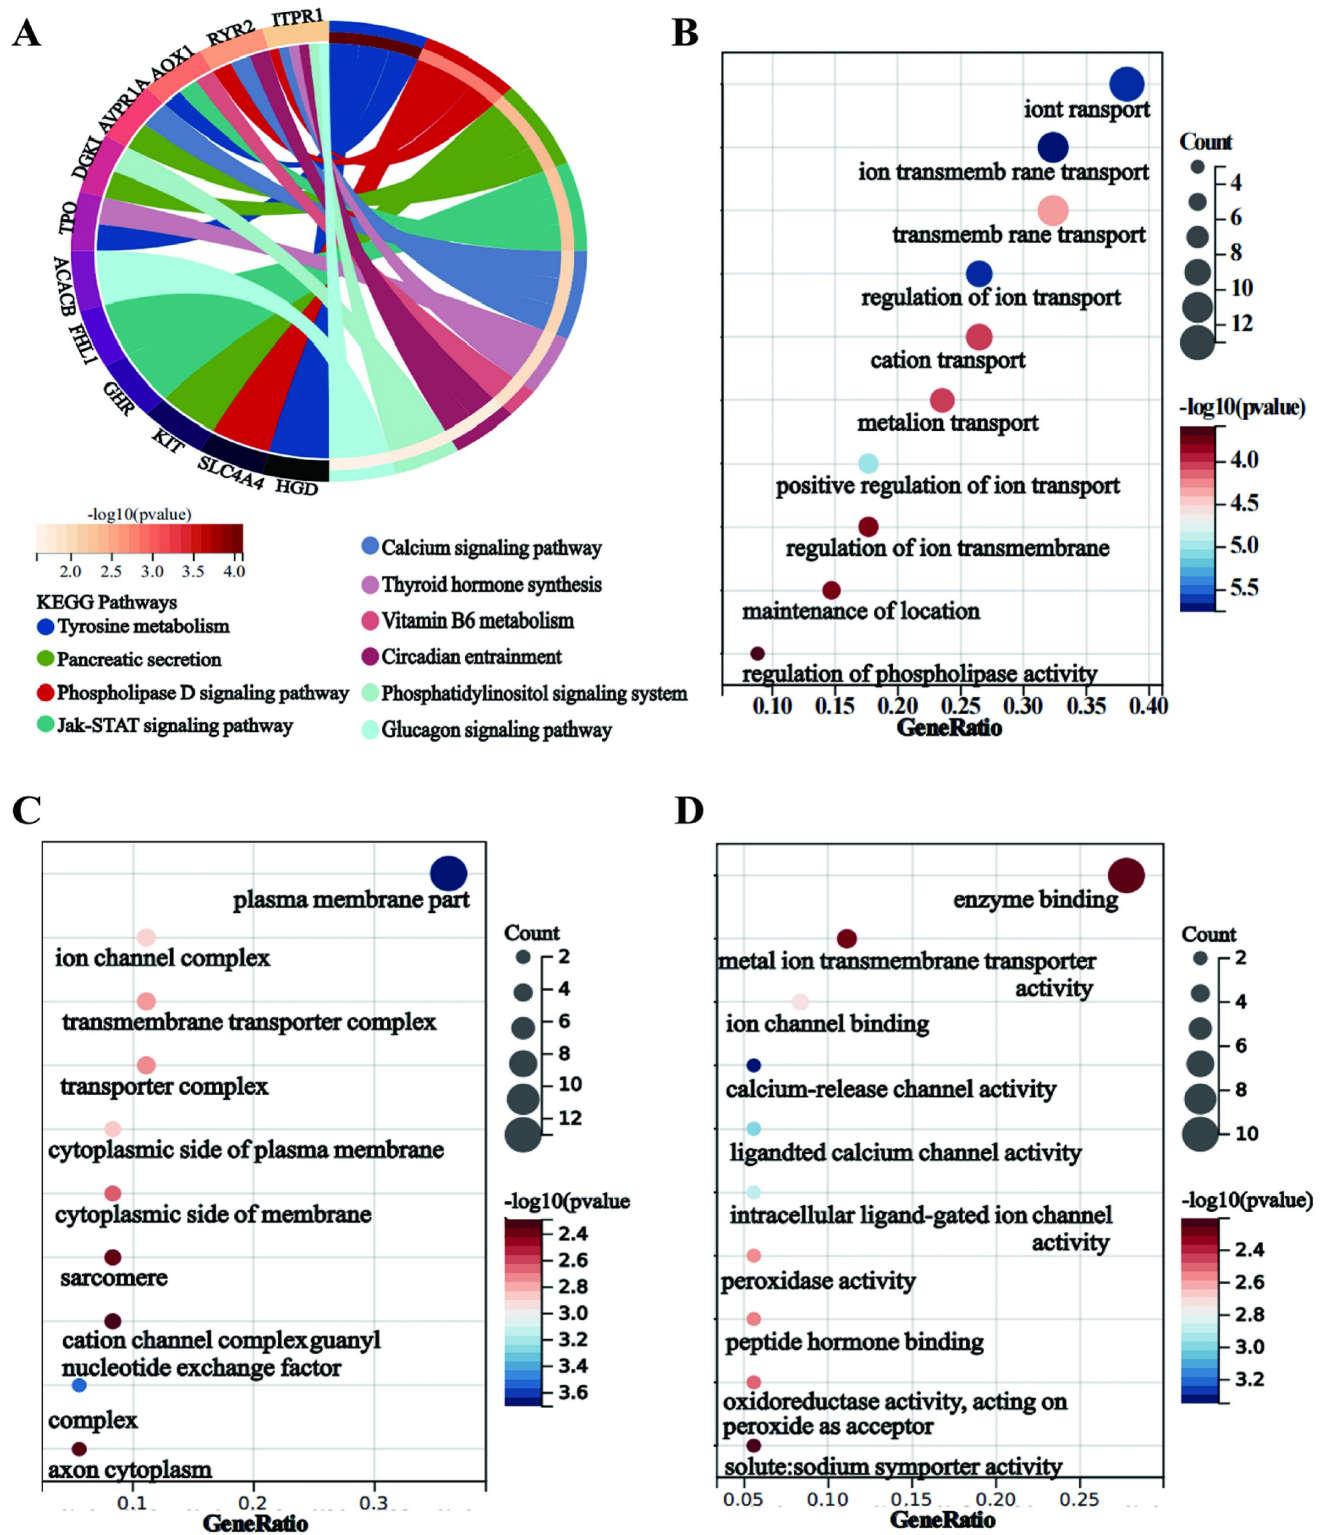 A
ITPR1
RYR2
AOX1
AVPR1A
DGKI
TPO
ACACB
FHL1
GHR
KIT
SLC4A4
HGD
-log10(pvalue)
2.0 2.5 3.0 3.5 4.0
KEGG Pathways
Tyrosine metabolism
Pancreatic secretion
Phospholipase D signaling pathway
Jak-STAT signaling pathway
Calcium signaling pathway
Thyroid hormone synthesis
Vitamin B6 metabolism
Circadian entrainment
Phosphatidylinositol signaling system
Glucagon signaling pathway
B
iont ransport
ion transmemb rane transport
transmemb rane transport
regulation of ion transport
cation transport
metalion transport
positive regulation of ion transport
regulation of ion transmembrane
maintenance of location
regulation of phospholipase activity
0.10 0.15 0.20 0.25 0.30 0.35 0.40
GeneRatio
Count
4
6
8
10
12
-log10(pvalue)
4.0
4.5
5.0
5.5
C
plasma membrane part
ion channel complex
transmembrane transporter complex
transporter complex
cytoplasmic side of plasma membrane
cytoplasmic side of membrane
sarcomere
cation channel complexguanyl
nucleotide exchange factor
complex
axon cytoplasm
0.1 0.2 0.3
GeneRatio
Count
2
4
6
8
10
12
-log10(pvalue
2.4
2.6
2.8
3.0
3.2
3.4
3.6
D
enzyme binding
metal ion transmembrane transporter
activity
ion channel binding
calcium-release channel activity
ligandted calcium channel activity
intracellular ligand-gated ion channel
activity
peroxidase activity
peptide hormone binding
oxidoreductase activity, acting on
peroxide as acceptor
solute:sodium symporter activity
0.05 0.10 0.15 0.20 0.25
GeneRatio
Count
2
4
6
8
10
-log10(pvalue)
2.4
2.6
2.8
3.0
3.2